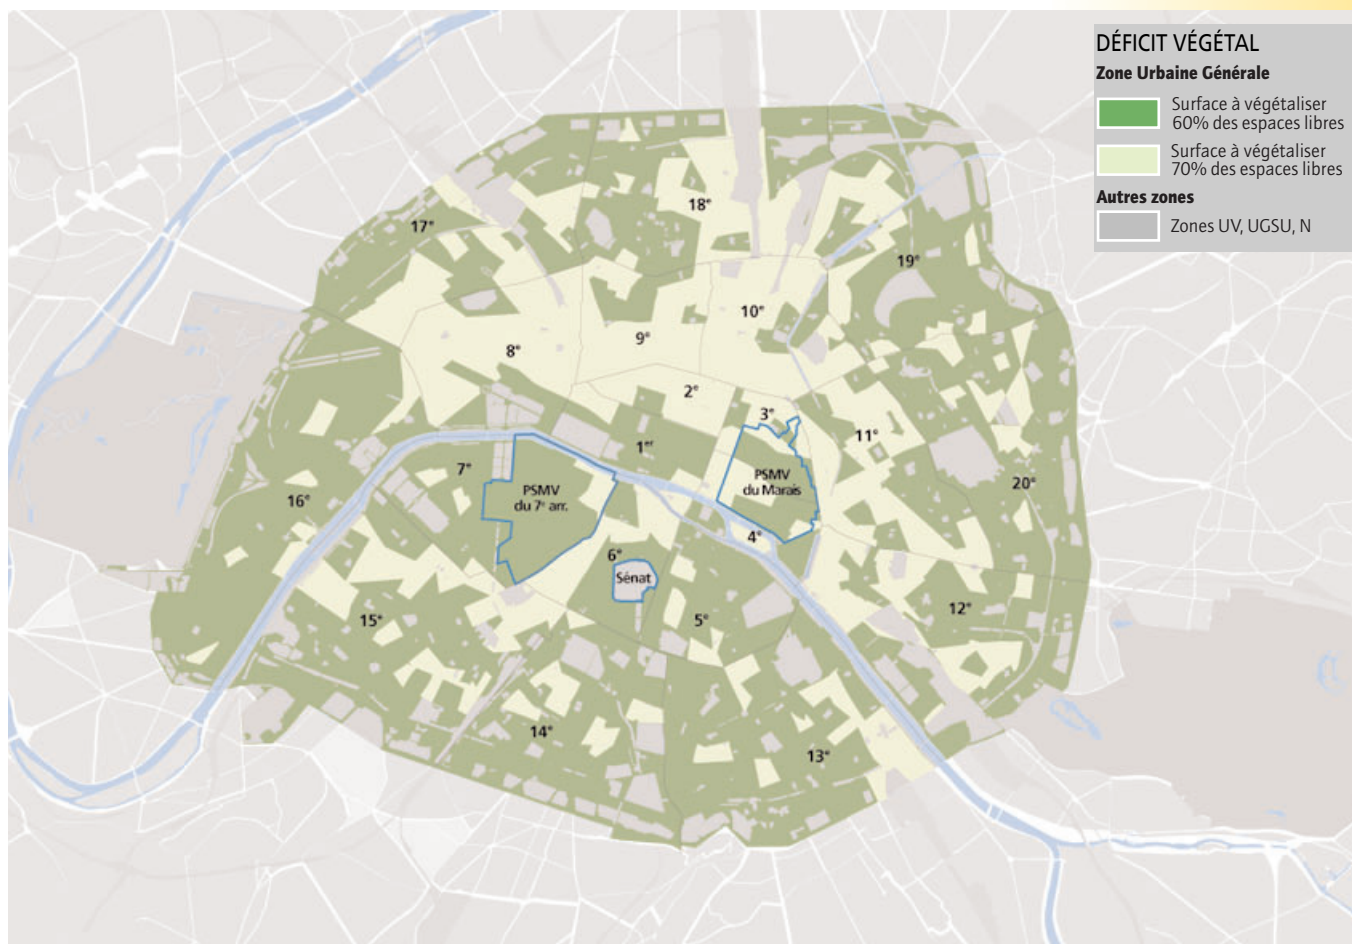 DÉFICIT VÉGÉTAL
Zone Urbaine Générale
Surface à végétaliser
60% des espaces libres
Surface à végétaliser
70% des espaces libres
Autres zones
Zones UV, UGSU, N
18e
17e
19e
10e
9e
8e
2e
3e
11e
1er
7e
PSMV
du 7e arr.
PSMV
du Marais
20e
16e
4e
6e
Sénat
12e
15e
5e
14e
13e